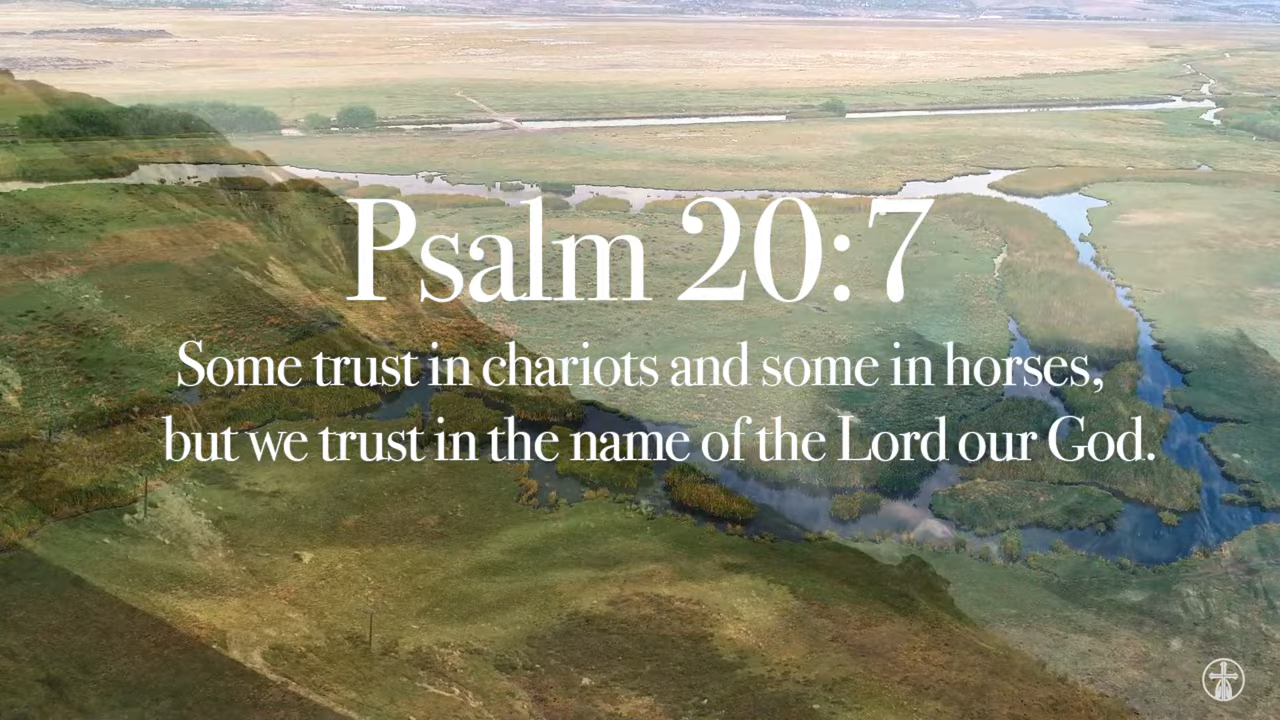 Psalm 20:7
Some trust in chariots and some in horses,
but we trust in the name of the Lord our God.